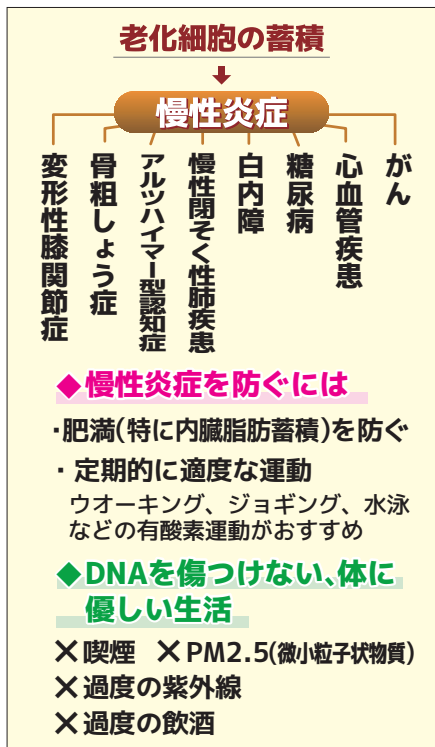 老化細胞の蓄積
慢性炎症
がん
心血管疾患
糖尿病
白内障
慢性閉そく性肺疾患
アルツハイマー型認知症
骨粗しょう症
変形性膝関節症
◆慢性炎症を防ぐには
・肥満(特に内臓脂肪蓄積)を防ぐ
・定期的に適度な運動
ウオーキング、ジョギング、水泳
などの有酸素運動がおすすめ
◆DNAを傷つけない、体に
優しい生活
×喫煙 ×PM2.5(微小粒子状物質)
×過度の紫外線
×過度の飲酒